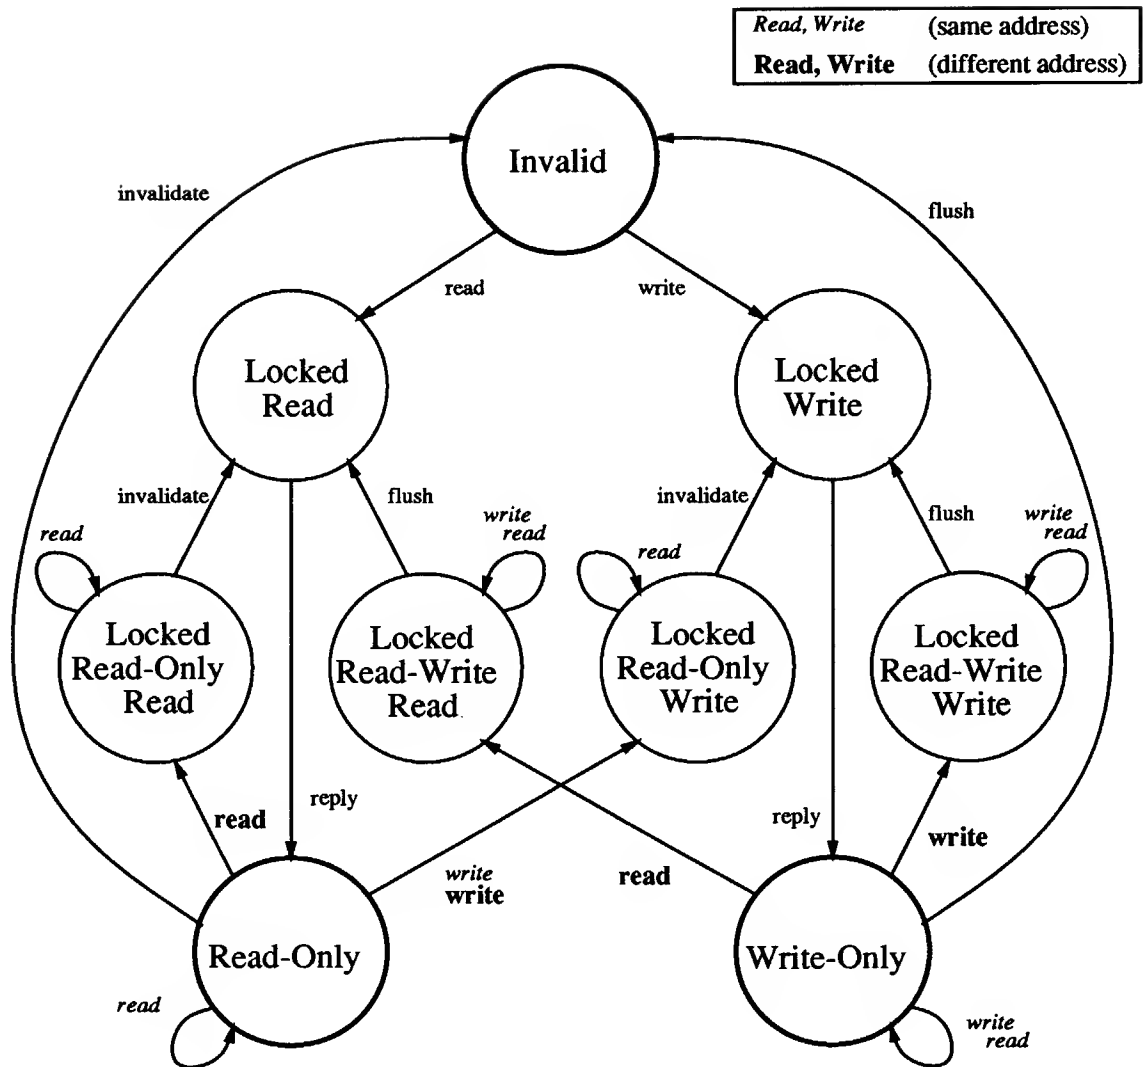 Read, Write (same address)
Read, Write (different address)
Invalid
invalidate
flush
read
write
Locked
Read
Locked
Write
invalidate
flush
invalidate
flush
read
write
read
read
write
read
Locked
Read-Only
Read
Locked
Read-Write
Read
Locked
Read-Only
Write
Locked
Read-Write
Write
reply
reply
read
write
write
read
write
Read-Only
Write-Only
read
write
read